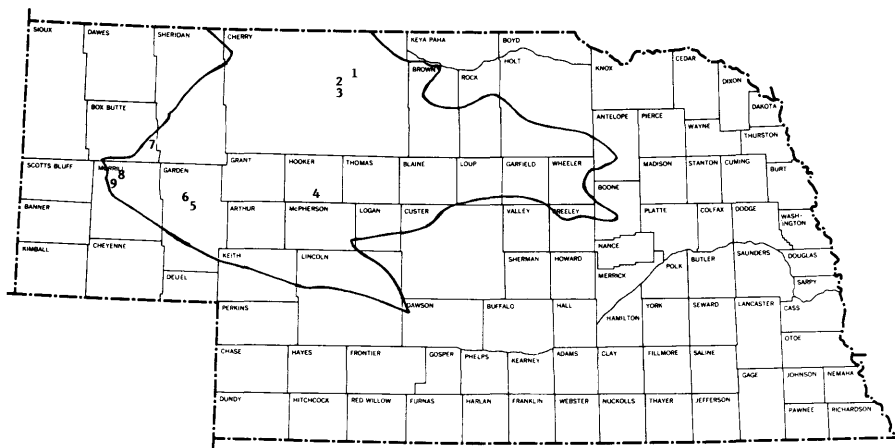 SIOUX
DAWES
SHERIDAN
CHERRY
KEYA PAHA
BOYD
1
2
3
BROWN
ROCK
HOLT
KNOX
CEDAR
DIXON
DAKOTA
BOX BUTTE
ANTELOPE
PIERCE
WAYNE
THURSTON
7
SCOTTS BLUFF
MORRILL
8
9
GARDEN
6
5
GRANT
HOOKER
4
THOMAS
BLAINE
LOUP
GARFIELD
WHEELER
MADISON
STANTON
CUMING
BURT
BANNER
ARTHUR
McPHERSON
LOGAN
CUSTER
VALLEY
GREELEY
BOONE
PLATTE
COLFAX
DODGE
WASH-
INGTON
KIMBALL
CHEYENNE
DEUEL
KEITH
LINCOLN
SHERMAN
HOWARD
NANCE
MERRICK
POLK
BUTLER
SAUNDERS
DOUGLAS
SARPY
PERKINS
DAWSON
BUFFALO
HALL
HAMILTON
YORK
SEWARD
LANCASTER
CASS
OTOE
CHASE
HAYES
FRONTIER
GOSPER
PHELPS
KEARNEY
ADAMS
CLAY
FILLMORE
SALINE
GAGE
JOHNSON
NEMAHA
DUNDY
HITCHCOCK
RED WILLOW
FURNAS
HARLAN
FRANKLIN
WEBSTER
NUCKOLLS
THAYER
JEFFERSON
PAWNEE
RICHARDSON